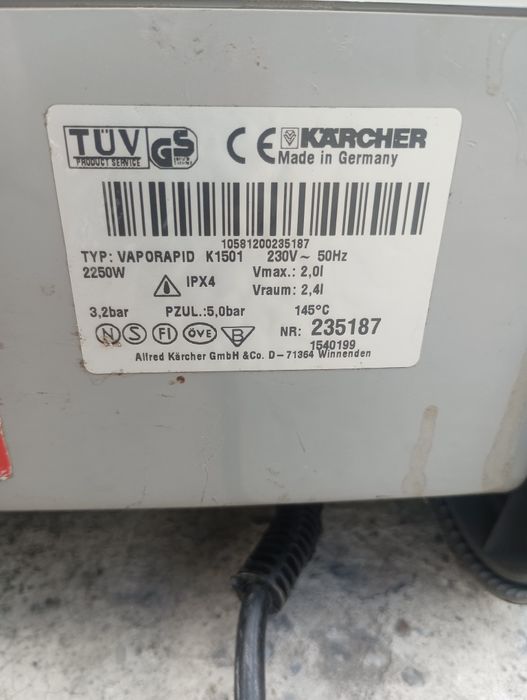 TÜV
PRODUCT SERVICE
GS
CE KÄRCHER
Made in Germany
10581200235187
TYP: VAPORAPID K1501 230V~ 50Hz
2250W IPX4 Vmax.: 2,0l
Vraum: 2,4l
3,2bar PZUL.:5,0bar 145°C
N S FI ÖVE B NR: 235187
1540199
Alfred Kärcher GmbH &Co. D-71364 Winnenden